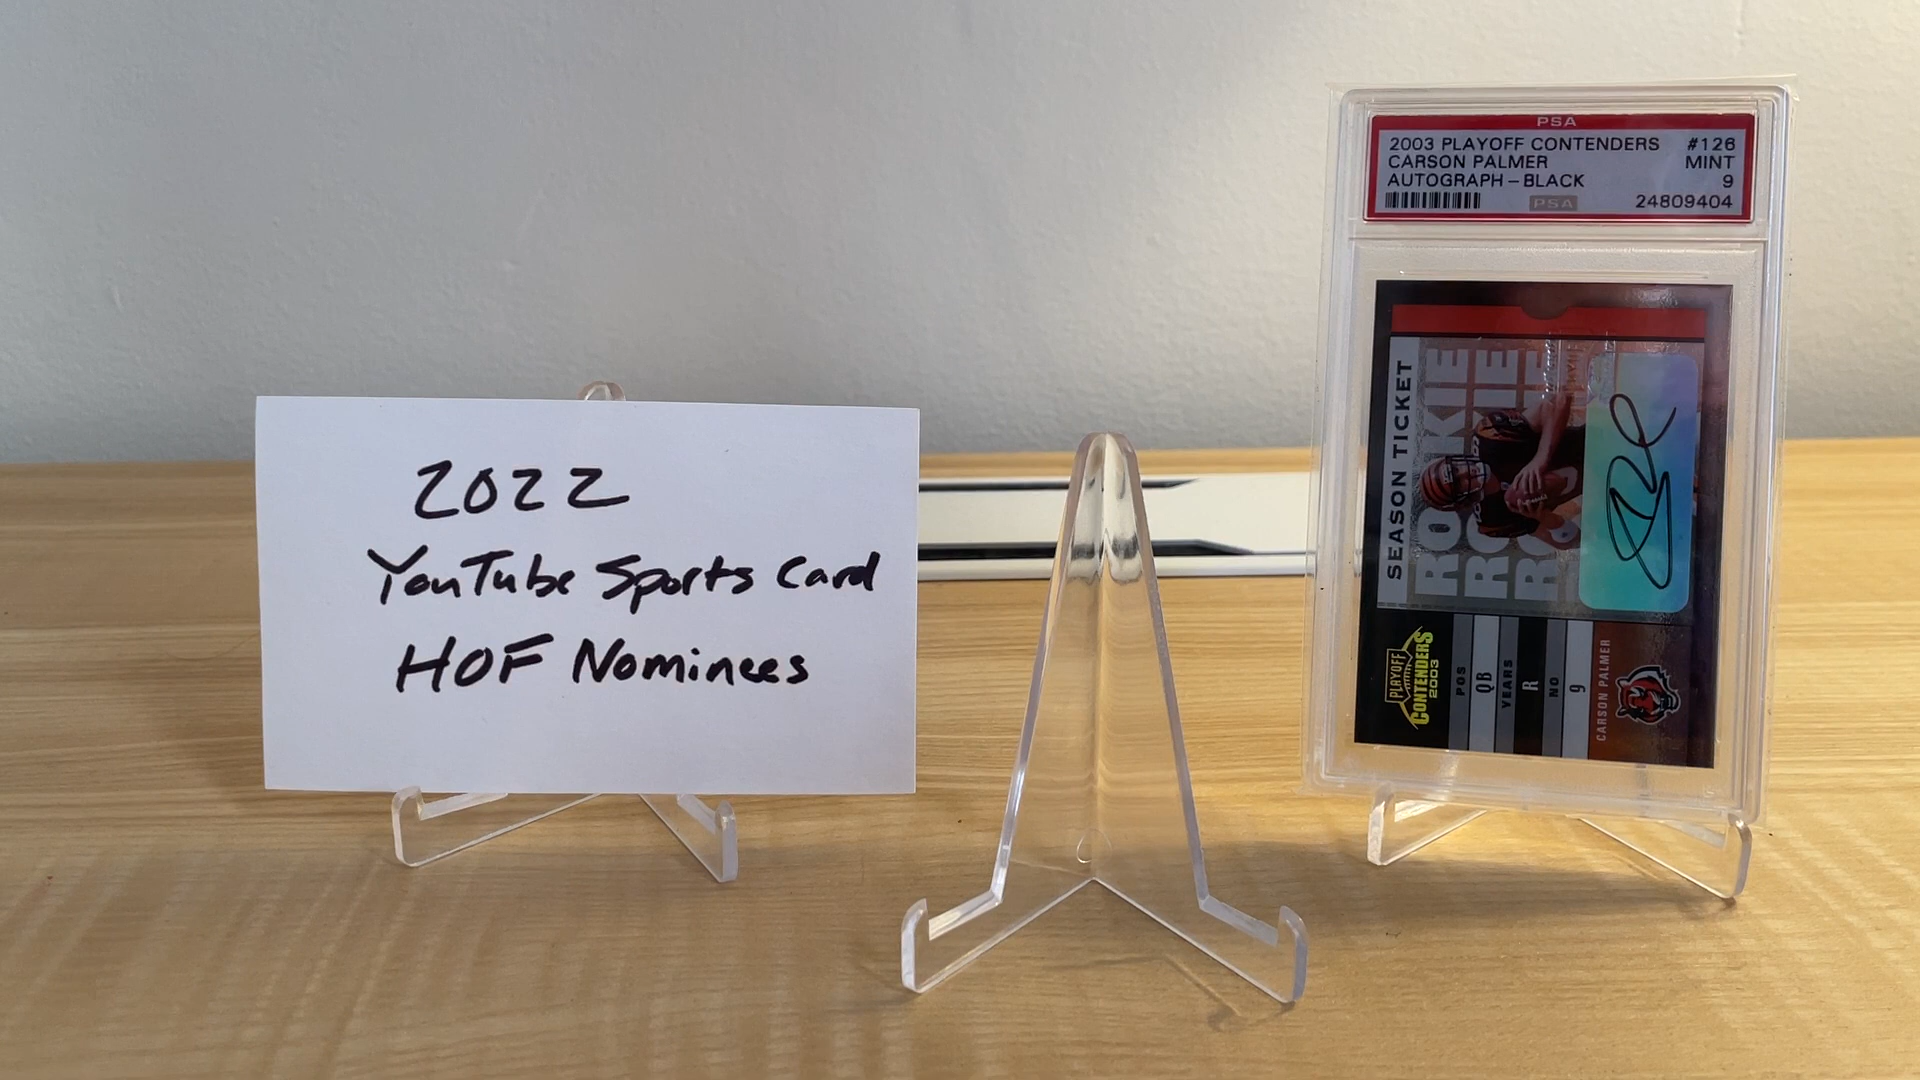 2022
YouTube Sports Card
HOF Nominees
PSA
2003 PLAYOFF CONTENDERS #126
CARSON PALMER MINT
AUTOGRAPH - BLACK 9
PSA 24809404
SEASON TICKET
ROOKIE
PLAYOFF
CONTENDERS
2003
POS
QB
YEARS
R
NO
9
CARSON PALMER